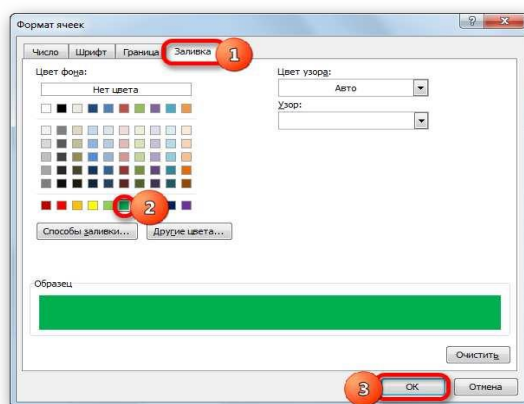 Формат ячеек
? X
Число Шрифт Граница Заливка 1
Цвет фона:
Нет цвета
2
Способы заливки... Другие цвета...
Цвет узора:
Авто
Узор:
Образец
Очистить
3 ОК Отмена